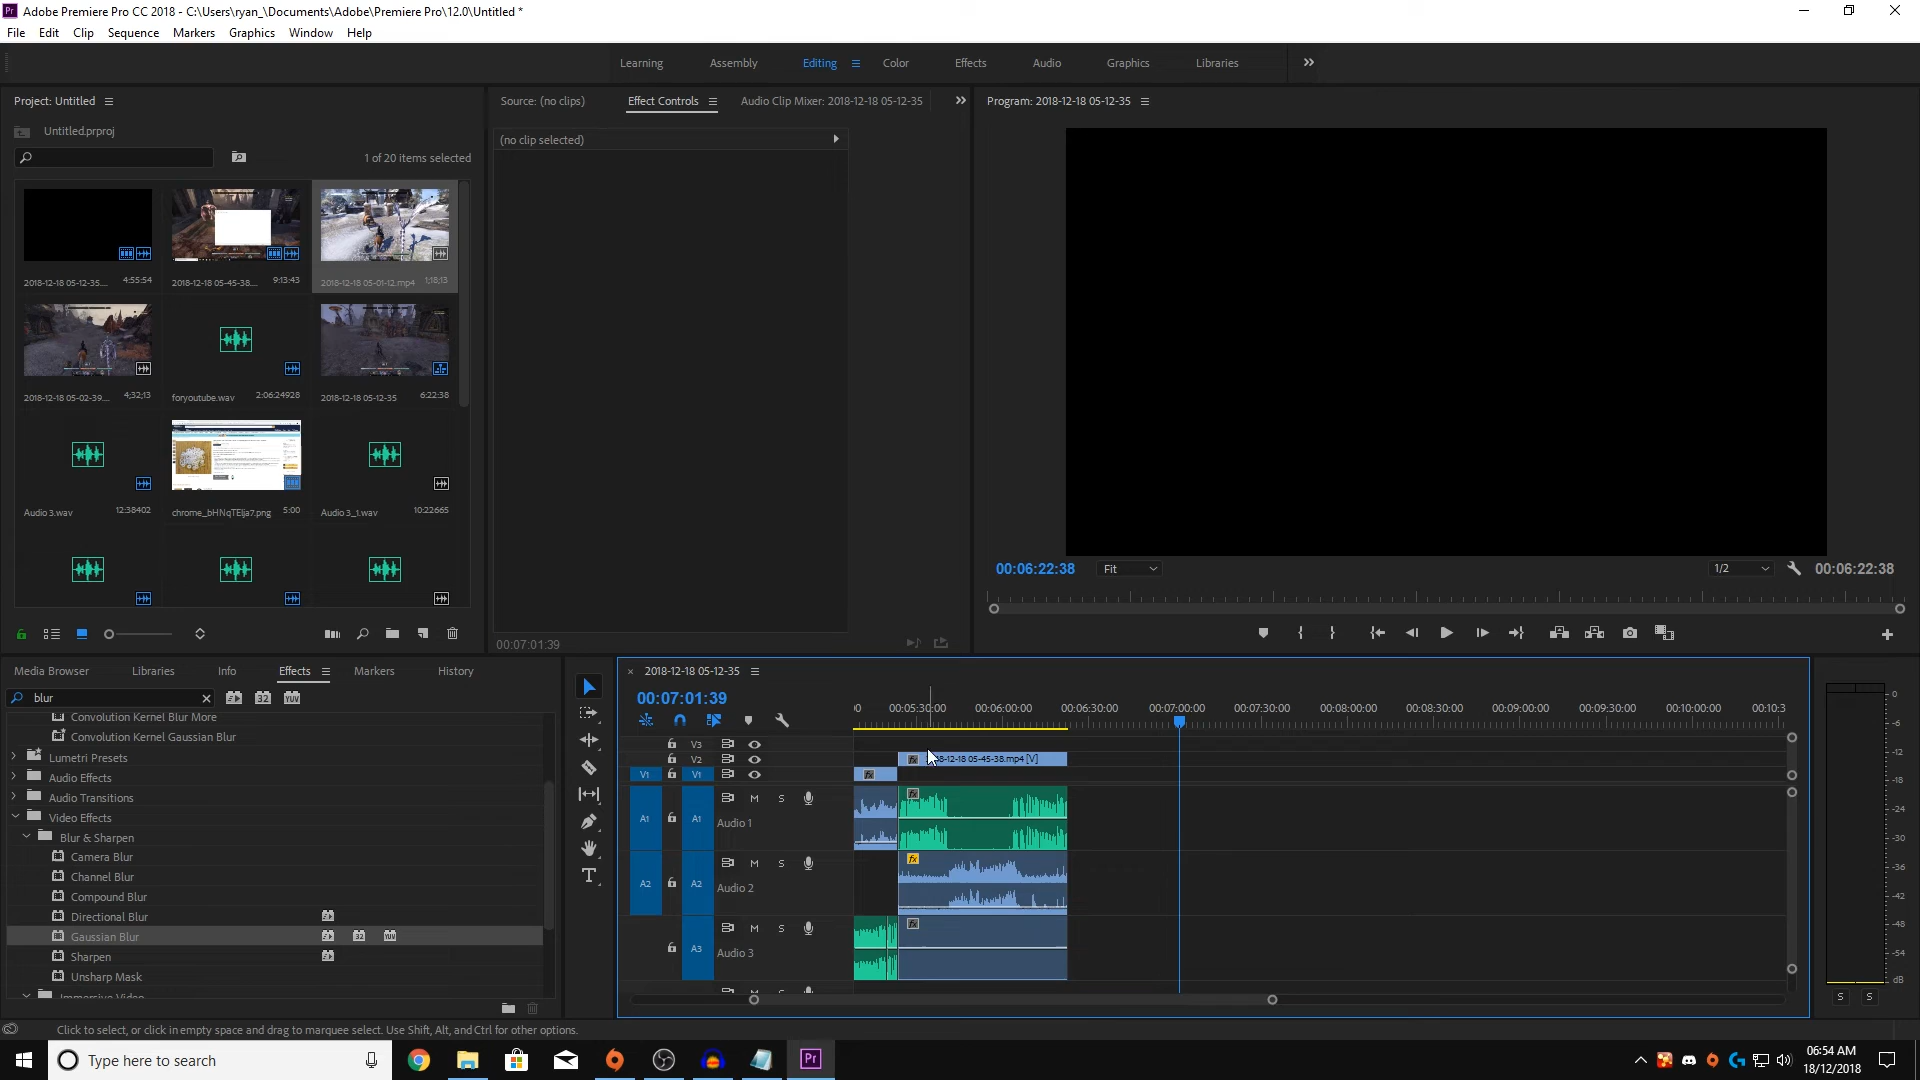 Adobe Premiere Pro CC 2018 - C:\Users\ryan_\Documents\Adobe\Premiere Pro\12.0\Untitled *
File Edit Clip Sequence Markers Graphics Window Help
Learning Assembly Editing Color Effects Audio Graphics Libraries
Project: Untitled
Untitled.prproj
1 of 20 items selected
2018-12-18 05-12-35... 4:55:54
2018-12-18 05-45-38... 9:13:43
2018-12-18 05-01-12.mp4 1;18;13
2018-12-18 05-02-39... 4;32;13
foryoutube.wav 2:06:24928
2018-12-18 05-12-35 6:22:38
Audio 3.wav 12:38402
chrome_bHNqTElja7.png 5:00
Audio 3_1.wav 10:22665
Source: (no clips) Effect Controls Audio Clip Mixer: 2018-12-18 05-12-35
(no clip selected)
00:07:01:39
Program: 2018-12-18 05-12-35
00:06:22:38 Fit 1/2 00:06:22:38
Media Browser Libraries Info Effects Markers History
blur
32 YUV
Convolution Kernel Blur More
Convolution Kernel Gaussian Blur
Lumetri Presets
Audio Effects
Audio Transitions
Video Effects
Blur & Sharpen
Camera Blur
Channel Blur
Compound Blur
Directional Blur
Gaussian Blur 32 YUV
Sharpen
Unsharp Mask
Immersive Video
2018-12-18 05-12-35
00:07:01:39
00 00:05:30:00 00:06:00:00 00:06:30:00 00:07:00:00 00:07:30:00 00:08:00:00 00:08:30:00 00:09:00:00 00:09:30:00 00:10:00:00 00:10:3
V3
V2 fx 8-12-18 05-45-38.mp4 [V]
V1 V1 fx
A1 A1 M S fx
Audio 1
A2 A2 M S fx
Audio 2
A3 M S fx
Audio 3
0
-6
-12
-18
-24
-30
-36
-42
-48
-54
dB
S S
Click to select, or click in empty space and drag to marquee select. Use Shift, Alt, and Ctrl for other options.
Type here to search
Pr
06:54 AM
18/12/2018